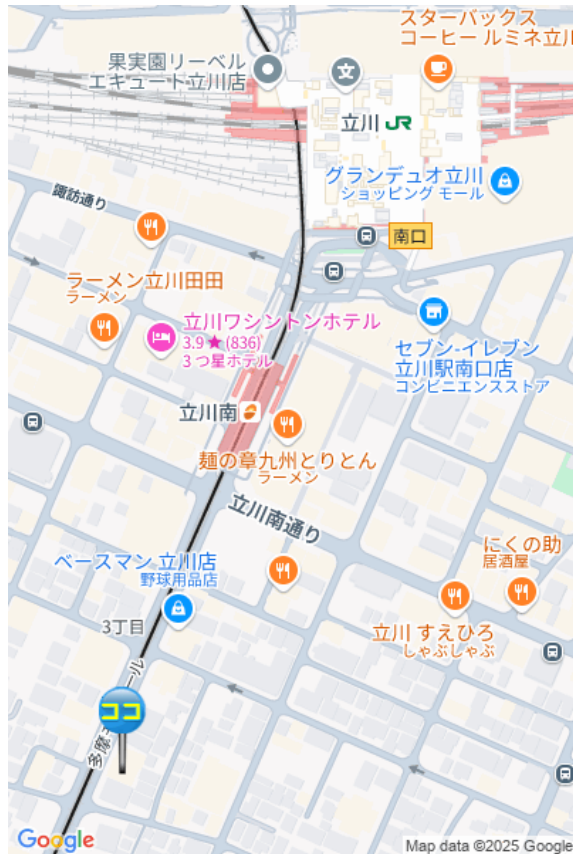 スターバックス
コーヒー ルミネ立川
果実園リーベル
エキュート立川店
文
立川 JR
グランデュオ立川
ショッピング モール
諏訪通り
南口
ラーメン立川田田
ラーメン
立川ワシントンホテル
3.9 ★ (836)
3 つ星ホテル
セブン-イレブン
立川駅南口店
コンビニエンスストア
立川南
麺の章九州とりとん
ラーメン
立川南通り
ベースマン 立川店
野球用品店
にくの助
居酒屋
3丁目
立川 すえひろ
しゃぶしゃぶ
ココ
多摩
ール
Google
Map data ©2025 Google